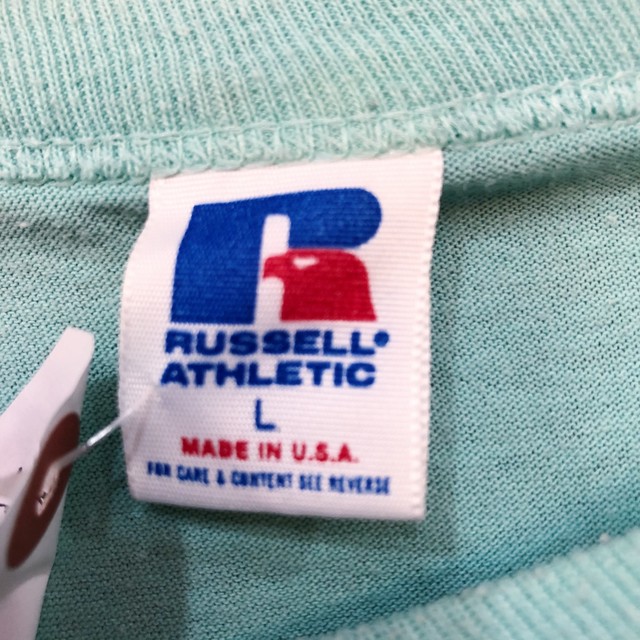 RUSSELL®
ATHLETIC
L
MADE IN U.S.A.
FOR CARE & CONTENT SEE REVERSE